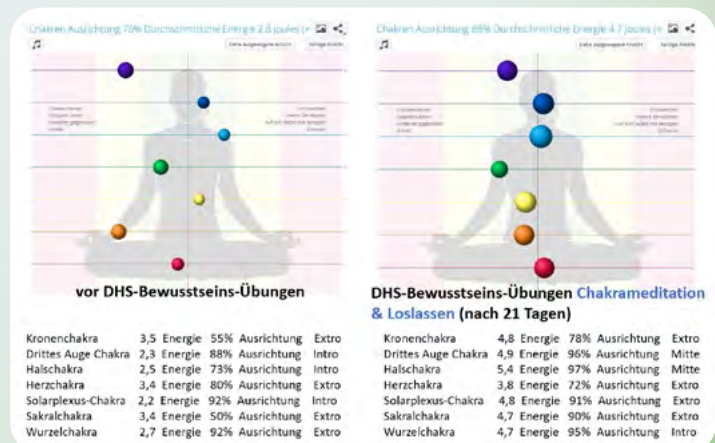 Chakren Ausrichtung 76% Durchschnittliche Energie 2.8 Joules (
vor DHS-Bewusstseins-Übungen
Kronenchakra 3,5 Energie 55% Ausrichtung Extro
Drittes Auge Chakra 2,3 Energie 88% Ausrichtung Intro
Halschakra 2,5 Energie 73% Ausrichtung Intro
Herzchakra 3,4 Energie 80% Ausrichtung Extro
Solarplexus-Chakra 2,2 Energie 92% Ausrichtung Intro
Sakralchakra 3,4 Energie 50% Ausrichtung Extro
Wurzelchakra 2,7 Energie 92% Ausrichtung Extro
Chakren Ausrichtung 88% Durchschnittliche Energie 4.7 Joules (
DHS-Bewusstseins-Übungen Chakrameditation
& Loslassen (nach 21 Tagen)
Kronenchakra 4,8 Energie 78% Ausrichtung Extro
Drittes Auge Chakra 4,9 Energie 96% Ausrichtung Mitte
Halschakra 5,4 Energie 97% Ausrichtung Mitte
Herzchakra 3,8 Energie 72% Ausrichtung Extro
Solarplexus-Chakra 4,8 Energie 91% Ausrichtung Extro
Sakralchakra 4,7 Energie 90% Ausrichtung Extro
Wurzelchakra 4,7 Energie 95% Ausrichtung Intro